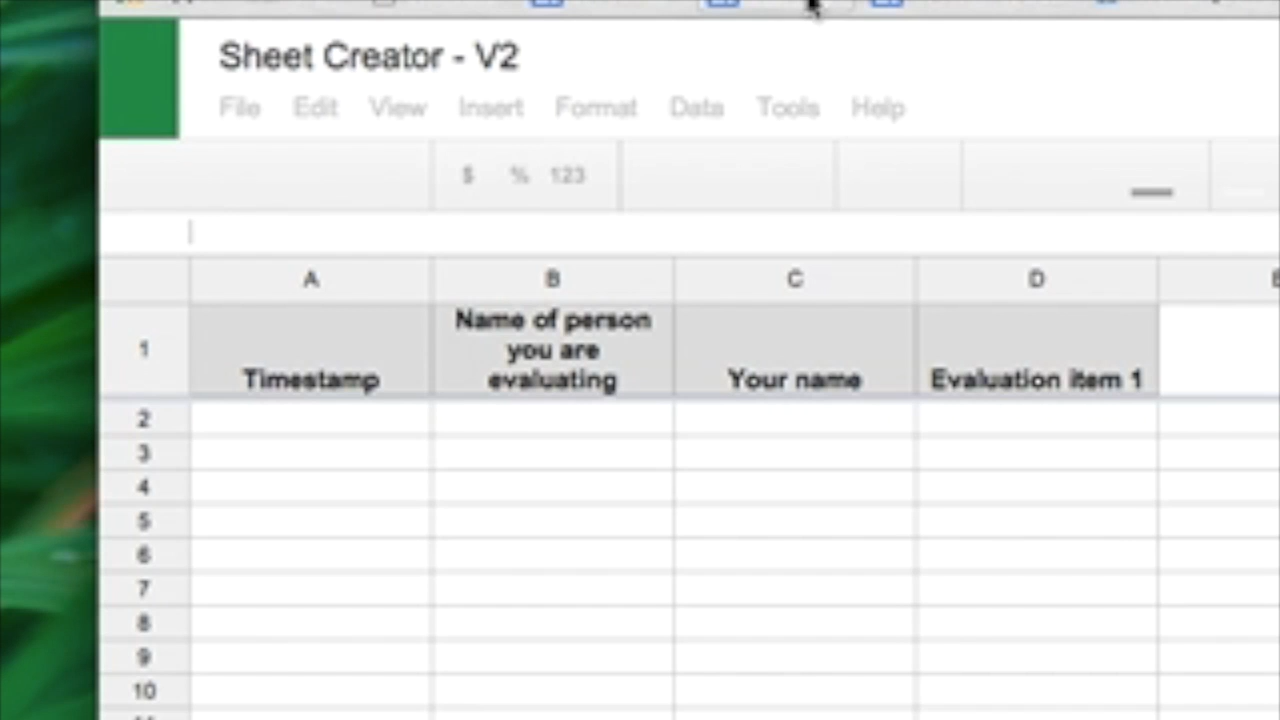 Sheet Creator - V2
File Edit View Insert Format Data Tools Help
$ % 123
A B C D
1
Timestamp
Name of person
you are
evaluating
Your name
Evaluation item 1
2
3
4
5
6
7
8
9
10